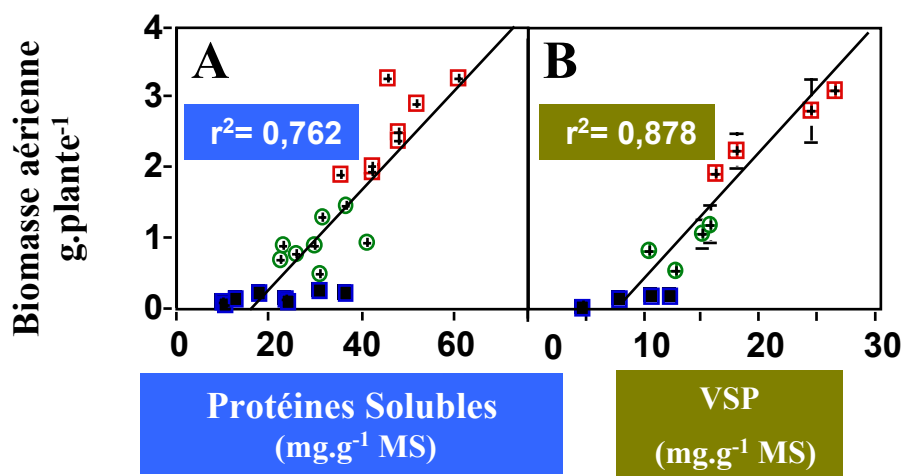 Biomasse aérienne
g.plante⁻¹
4
3
2
1
0
A
r²= 0,762
0 20 40 60
Protéines Solubles
(mg.g⁻¹ MS)
B
r²= 0,878
0 10 20 30
VSP
(mg.g⁻¹ MS)